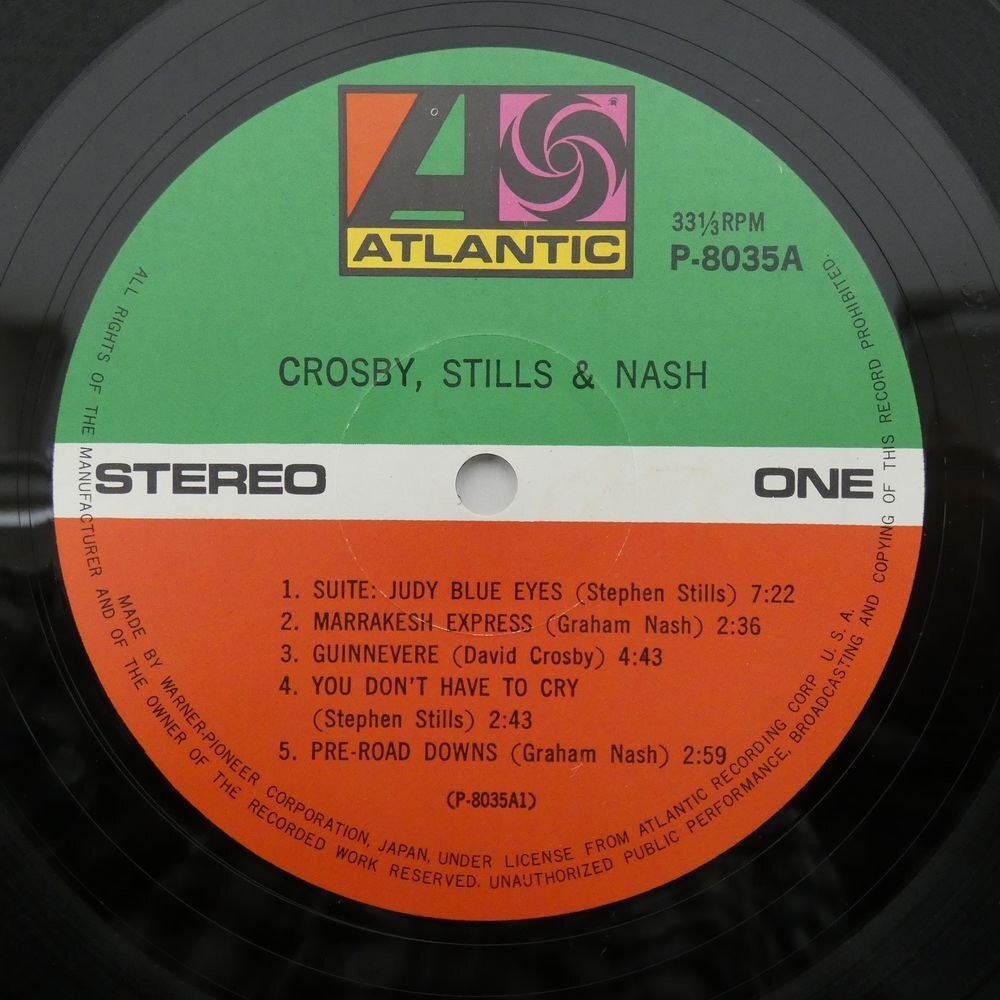 ATLANTIC
®
33 1/3 RPM
P-8035A
CROSBY, STILLS & NASH
STEREO
ONE
1. SUITE: JUDY BLUE EYES (Stephen Stills) 7:22
2. MARRAKESH EXPRESS (Graham Nash) 2:36
3. GUINNEVERE (David Crosby) 4:43
4. YOU DON'T HAVE TO CRY
(Stephen Stills) 2:43
5. PRE-ROAD DOWNS (Graham Nash) 2:59
(P-8035A1)
MADE BY WARNER-PIONEER CORPORATION, JAPAN, UNDER LICENSE FROM ATLANTIC RECORDING CORP U. S. A.
ALL RIGHTS OF THE MANUFACTURER AND OF THE OWNER OF THE RECORDED WORK RESERVED. UNAUTHORIZED PUBLIC PERFORMANCE, BROADCASTING AND COPYING OF THIS RECORD PROHIBITED.